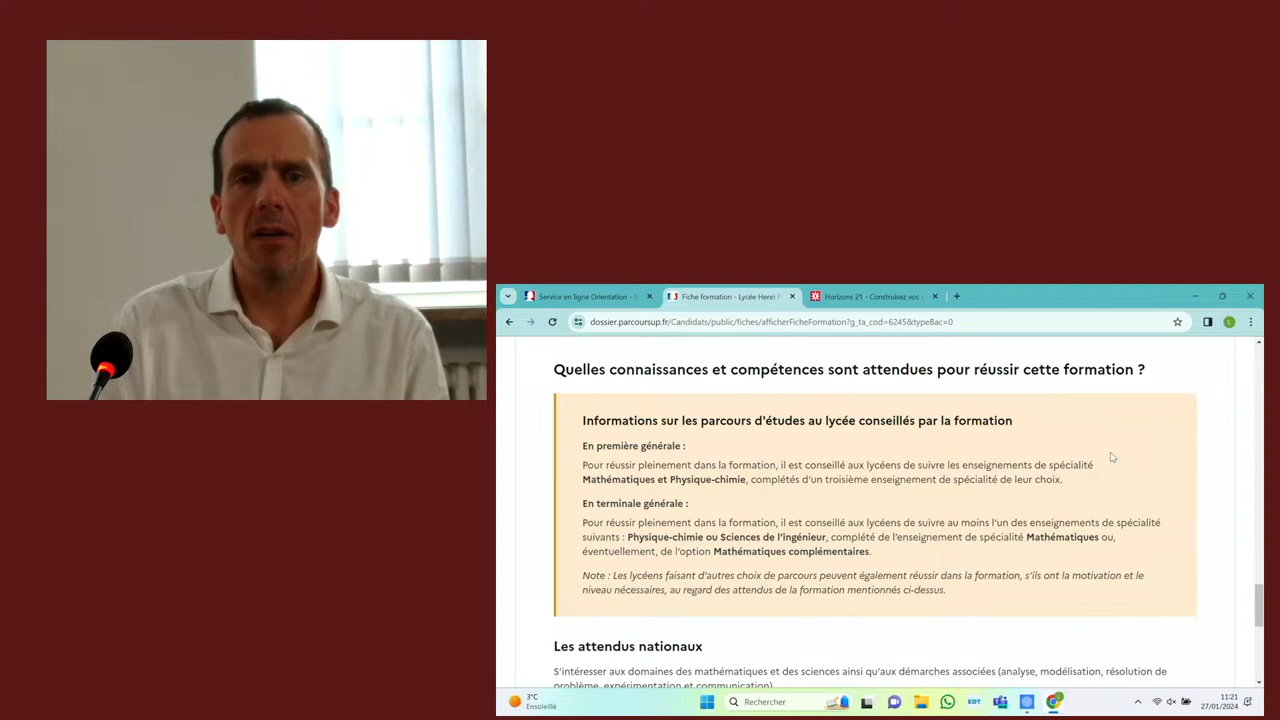 Service en ligne Orientation - S
Fiche formation - Lycée Henri P
Horizons 21 - Construisez vos
dossier.parcoursup.fr/Candidats/public/fiches/afficherFicheFormation?g_ta_cod=6245&typeBac=0
L
Quelles connaissances et compétences sont attendues pour réussir cette formation ?
Informations sur les parcours d'études au lycée conseillés par la formation
En première générale :
Pour réussir pleinement dans la formation, il est conseillé aux lycéens de suivre les enseignements de spécialité
Mathématiques et Physique-chimie, complétés d'un troisième enseignement de spécialité de leur choix.
En terminale générale :
Pour réussir pleinement dans la formation, il est conseillé aux lycéens de suivre au moins l'un des enseignements de spécialité
suivants : Physique-chimie ou Sciences de l'ingénieur, complété de l'enseignement de spécialité Mathématiques ou,
éventuellement, de l'option Mathématiques complémentaires.
Note : Les lycéens faisant d'autres choix de parcours peuvent également réussir dans la formation, s'ils ont la motivation et le
niveau nécessaires, au regard des attendus de la formation mentionnés ci-dessus.
Les attendus nationaux
S'intéresser aux domaines des mathématiques et des sciences ainsi qu'aux démarches associées (analyse, modélisation, résolution de
problème, expérimentation et communication)
3°C
Ensoleillé
Rechercher
EDT
11:21
27/01/2024